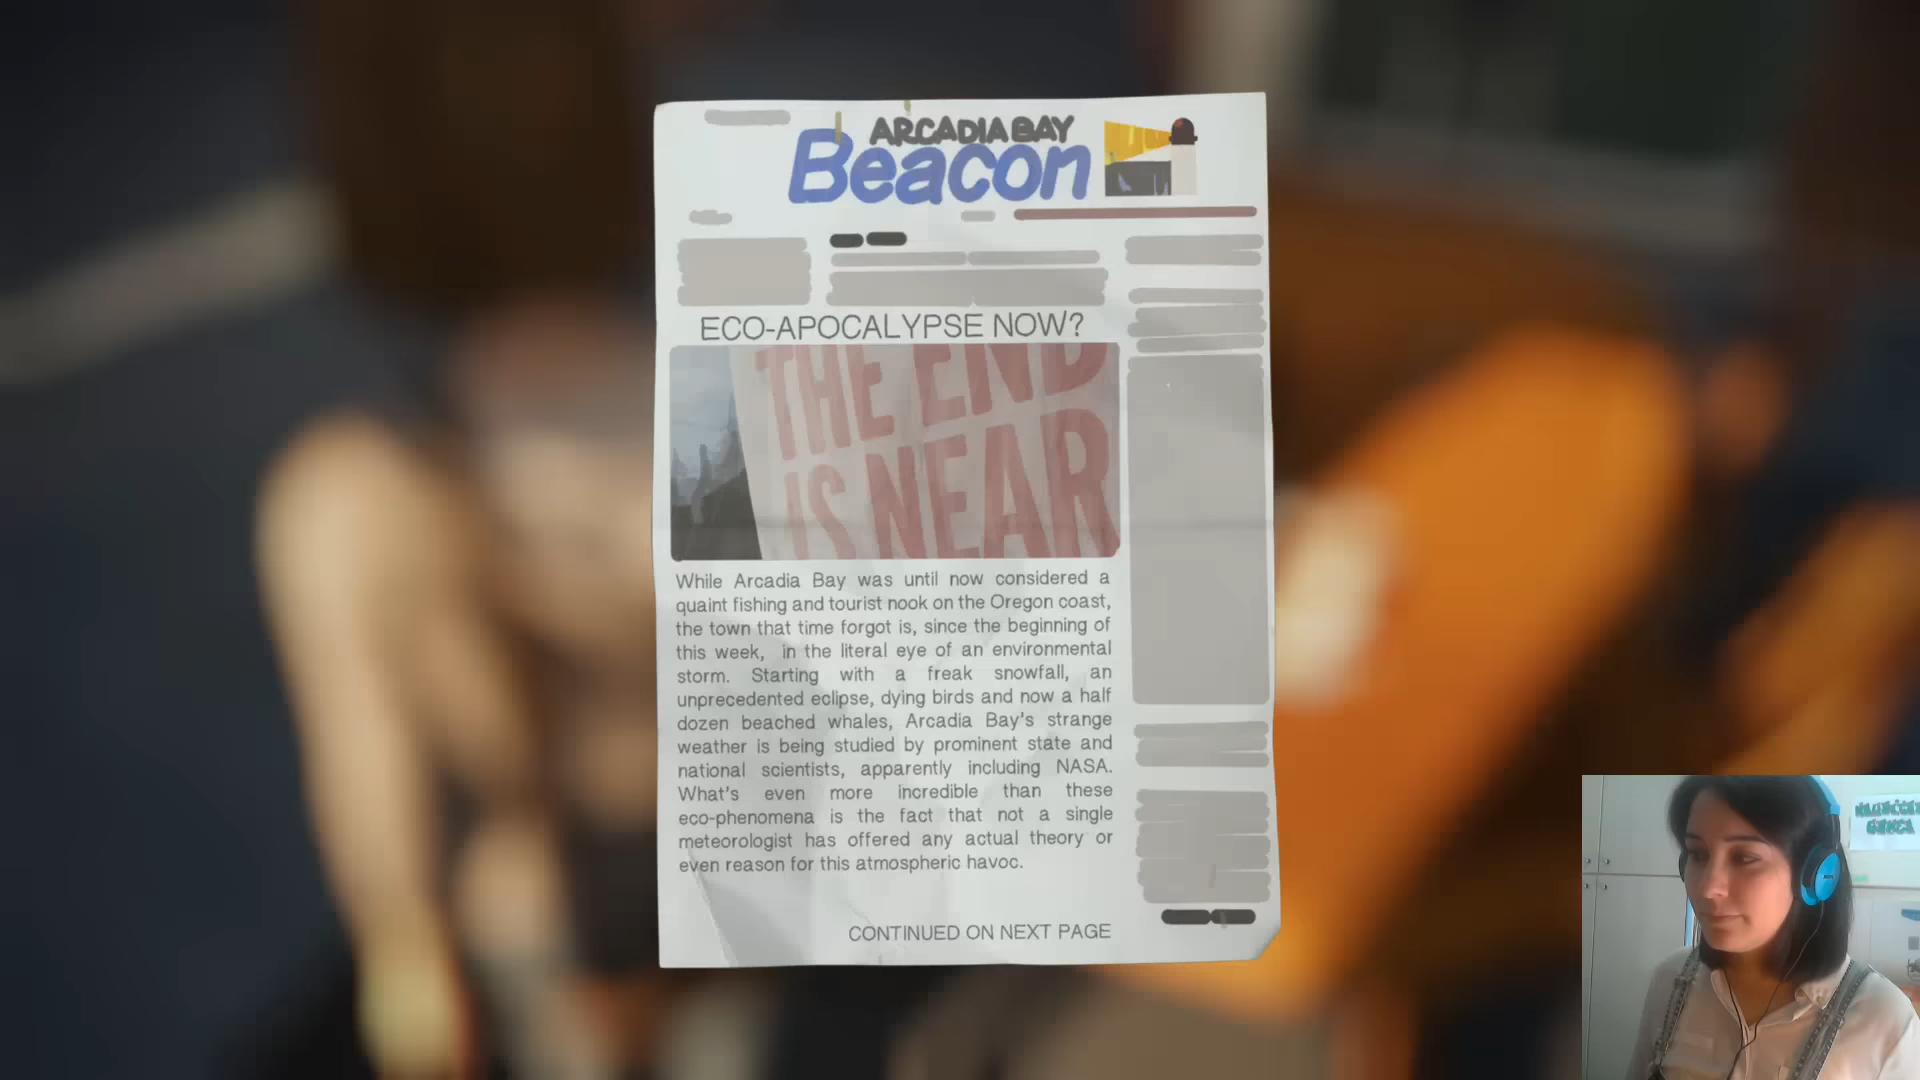 ARCADIA BAY
Beacon
ECO-APOCALYPSE NOW?
THE END
IS NEAR
While Arcadia Bay was until now considered a
quaint fishing and tourist nook on the Oregon coast,
the town that time forgot is, since the beginning of
this week, in the literal eye of an environmental
storm. Starting with a freak snowfall, an
unprecedented eclipse, dying birds and now a half
dozen beached whales, Arcadia Bay's strange
weather is being studied by prominent state and
national scientists, apparently including NASA.
What's even more incredible than these
eco-phenomena is the fact that not a single
meteorologist has offered any actual theory or
even reason for this atmospheric havoc.
CONTINUED ON NEXT PAGE